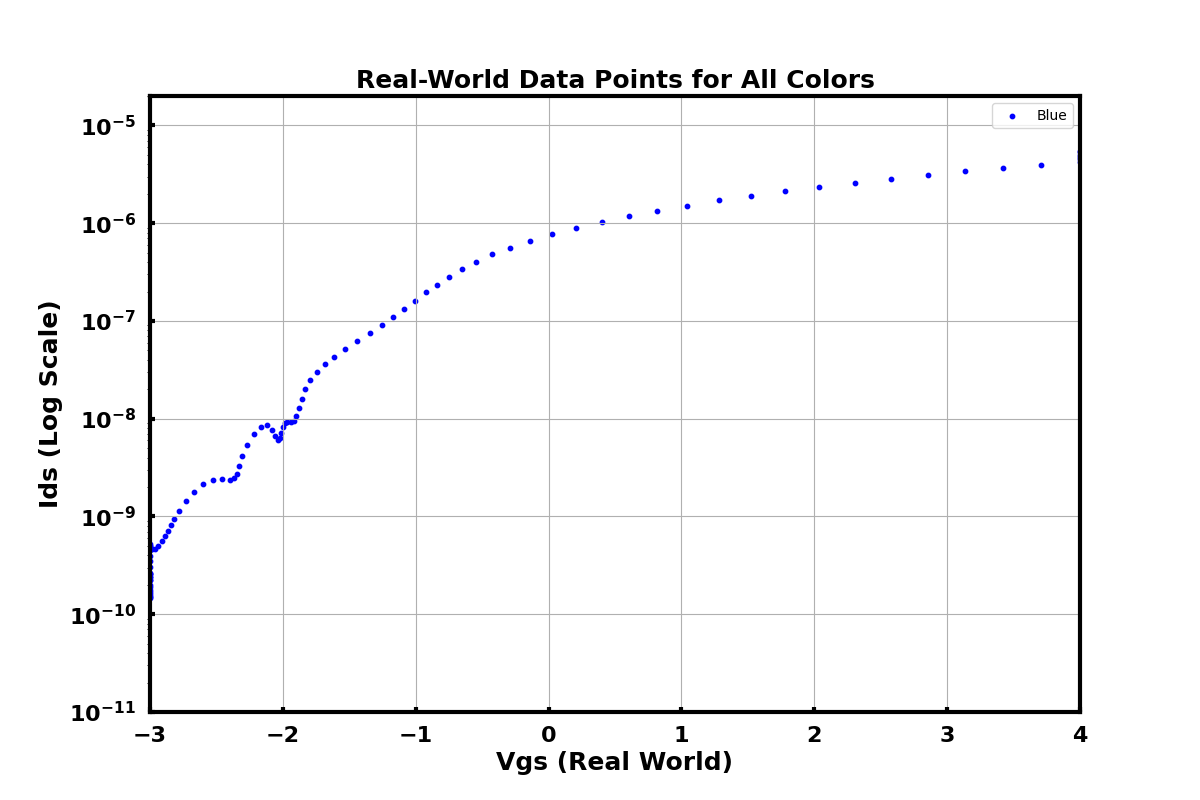 Real-World Data Points for All Colors
Blue
10⁻⁵
10⁻⁶
10⁻⁷
10⁻⁸
10⁻⁹
10⁻¹⁰
10⁻¹¹
Ids (Log Scale)
−3 −2 −1 0 1 2 3 4
Vgs (Real World)